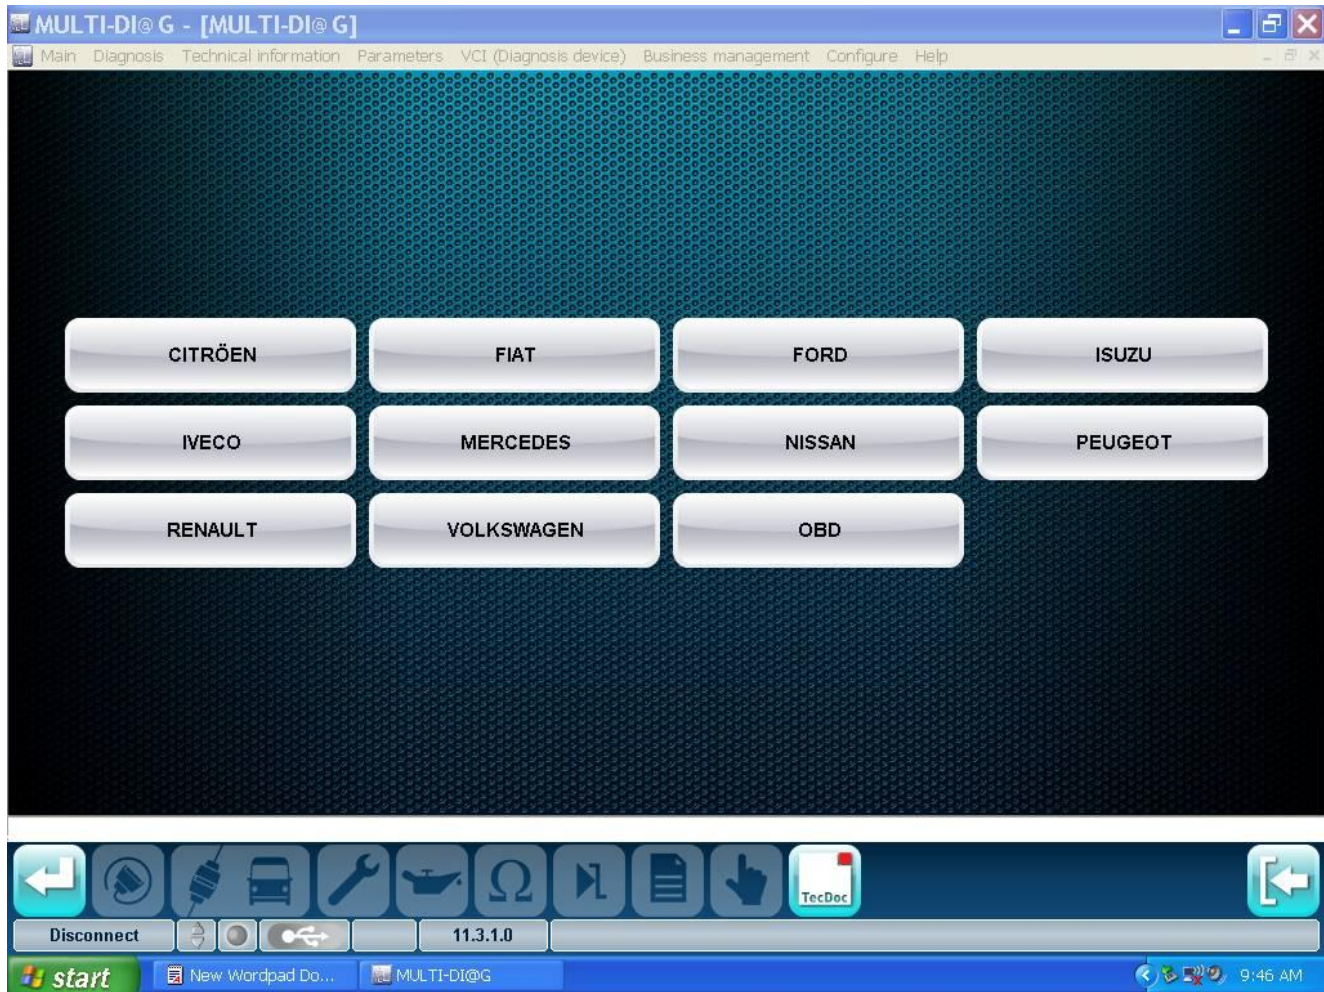 MULTI-DI@G - [MULTI-DI@G]
Main Diagnosis Technical information Parameters VCI (Diagnosis device) Business management Configure Help
CITRÖEN FIAT FORD ISUZU
IVECO MERCEDES NISSAN PEUGEOT
RENAULT VOLKSWAGEN OBD
Ω
TecDoc
Disconnect 11.3.1.0
start New Wordpad Do... MULTI-DI@G 9:46 AM